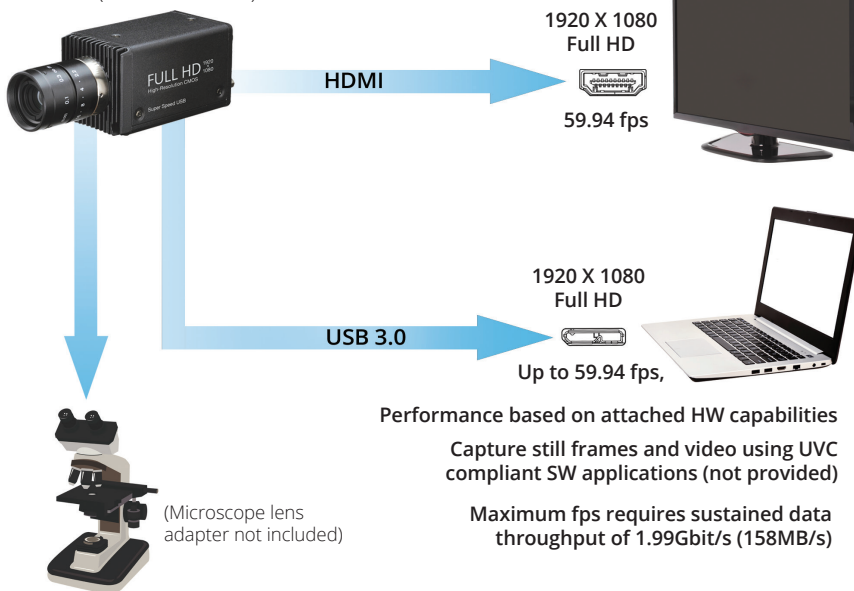 1920 X 1080
Full HD
FULL HD 1920 1080
High-Resolution CMOS
Super Speed USB
HDMI
59.94 fps
1920 X 1080
Full HD
USB 3.0
Up to 59.94 fps,
Performance based on attached HW capabilities
Capture still frames and video using UVC
compliant SW applications (not provided)
(Microscope lens
adapter not included)
Maximum fps requires sustained data
throughput of 1.99Gbit/s (158MB/s)